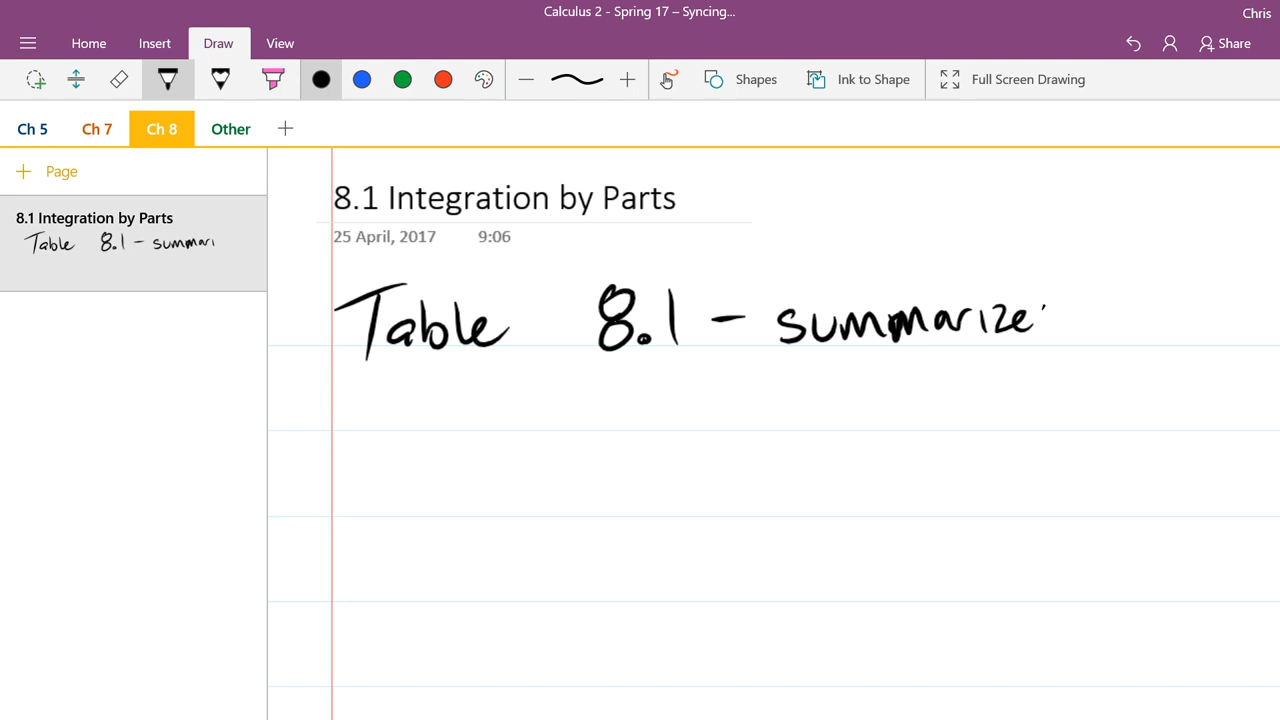 Calculus 2 - Spring 17 – Syncing...
Chris
Home Insert Draw View Share
Shapes Ink to Shape Full Screen Drawing
Ch 5 Ch 7 Ch 8 Other
Page
8.1 Integration by Parts
Table 8.1 - summari
8.1 Integration by Parts
25 April, 2017 9:06
Table 8.1 - summarize